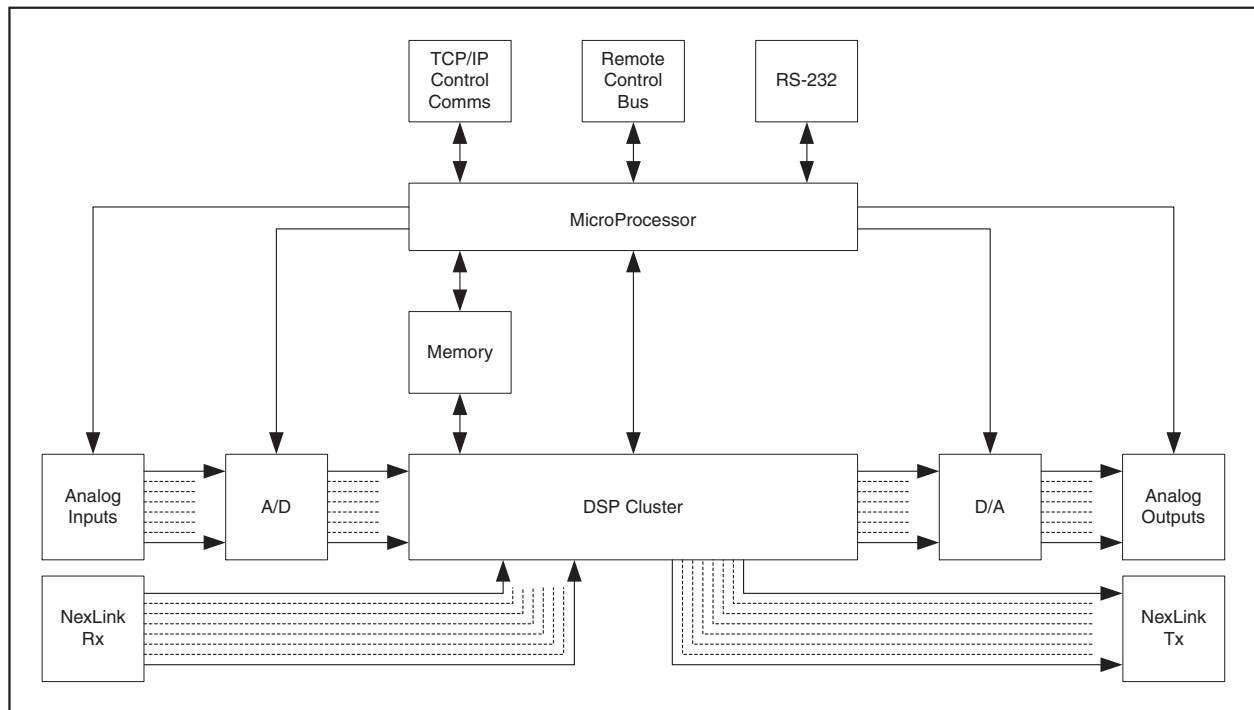 TCP/IP
Control
Comms
Remote
Control
Bus
RS-232
MicroProcessor
Memory
Analog
Inputs
A/D
DSP Cluster
D/A
Analog
Outputs
NexLink
Rx
NexLink
Tx